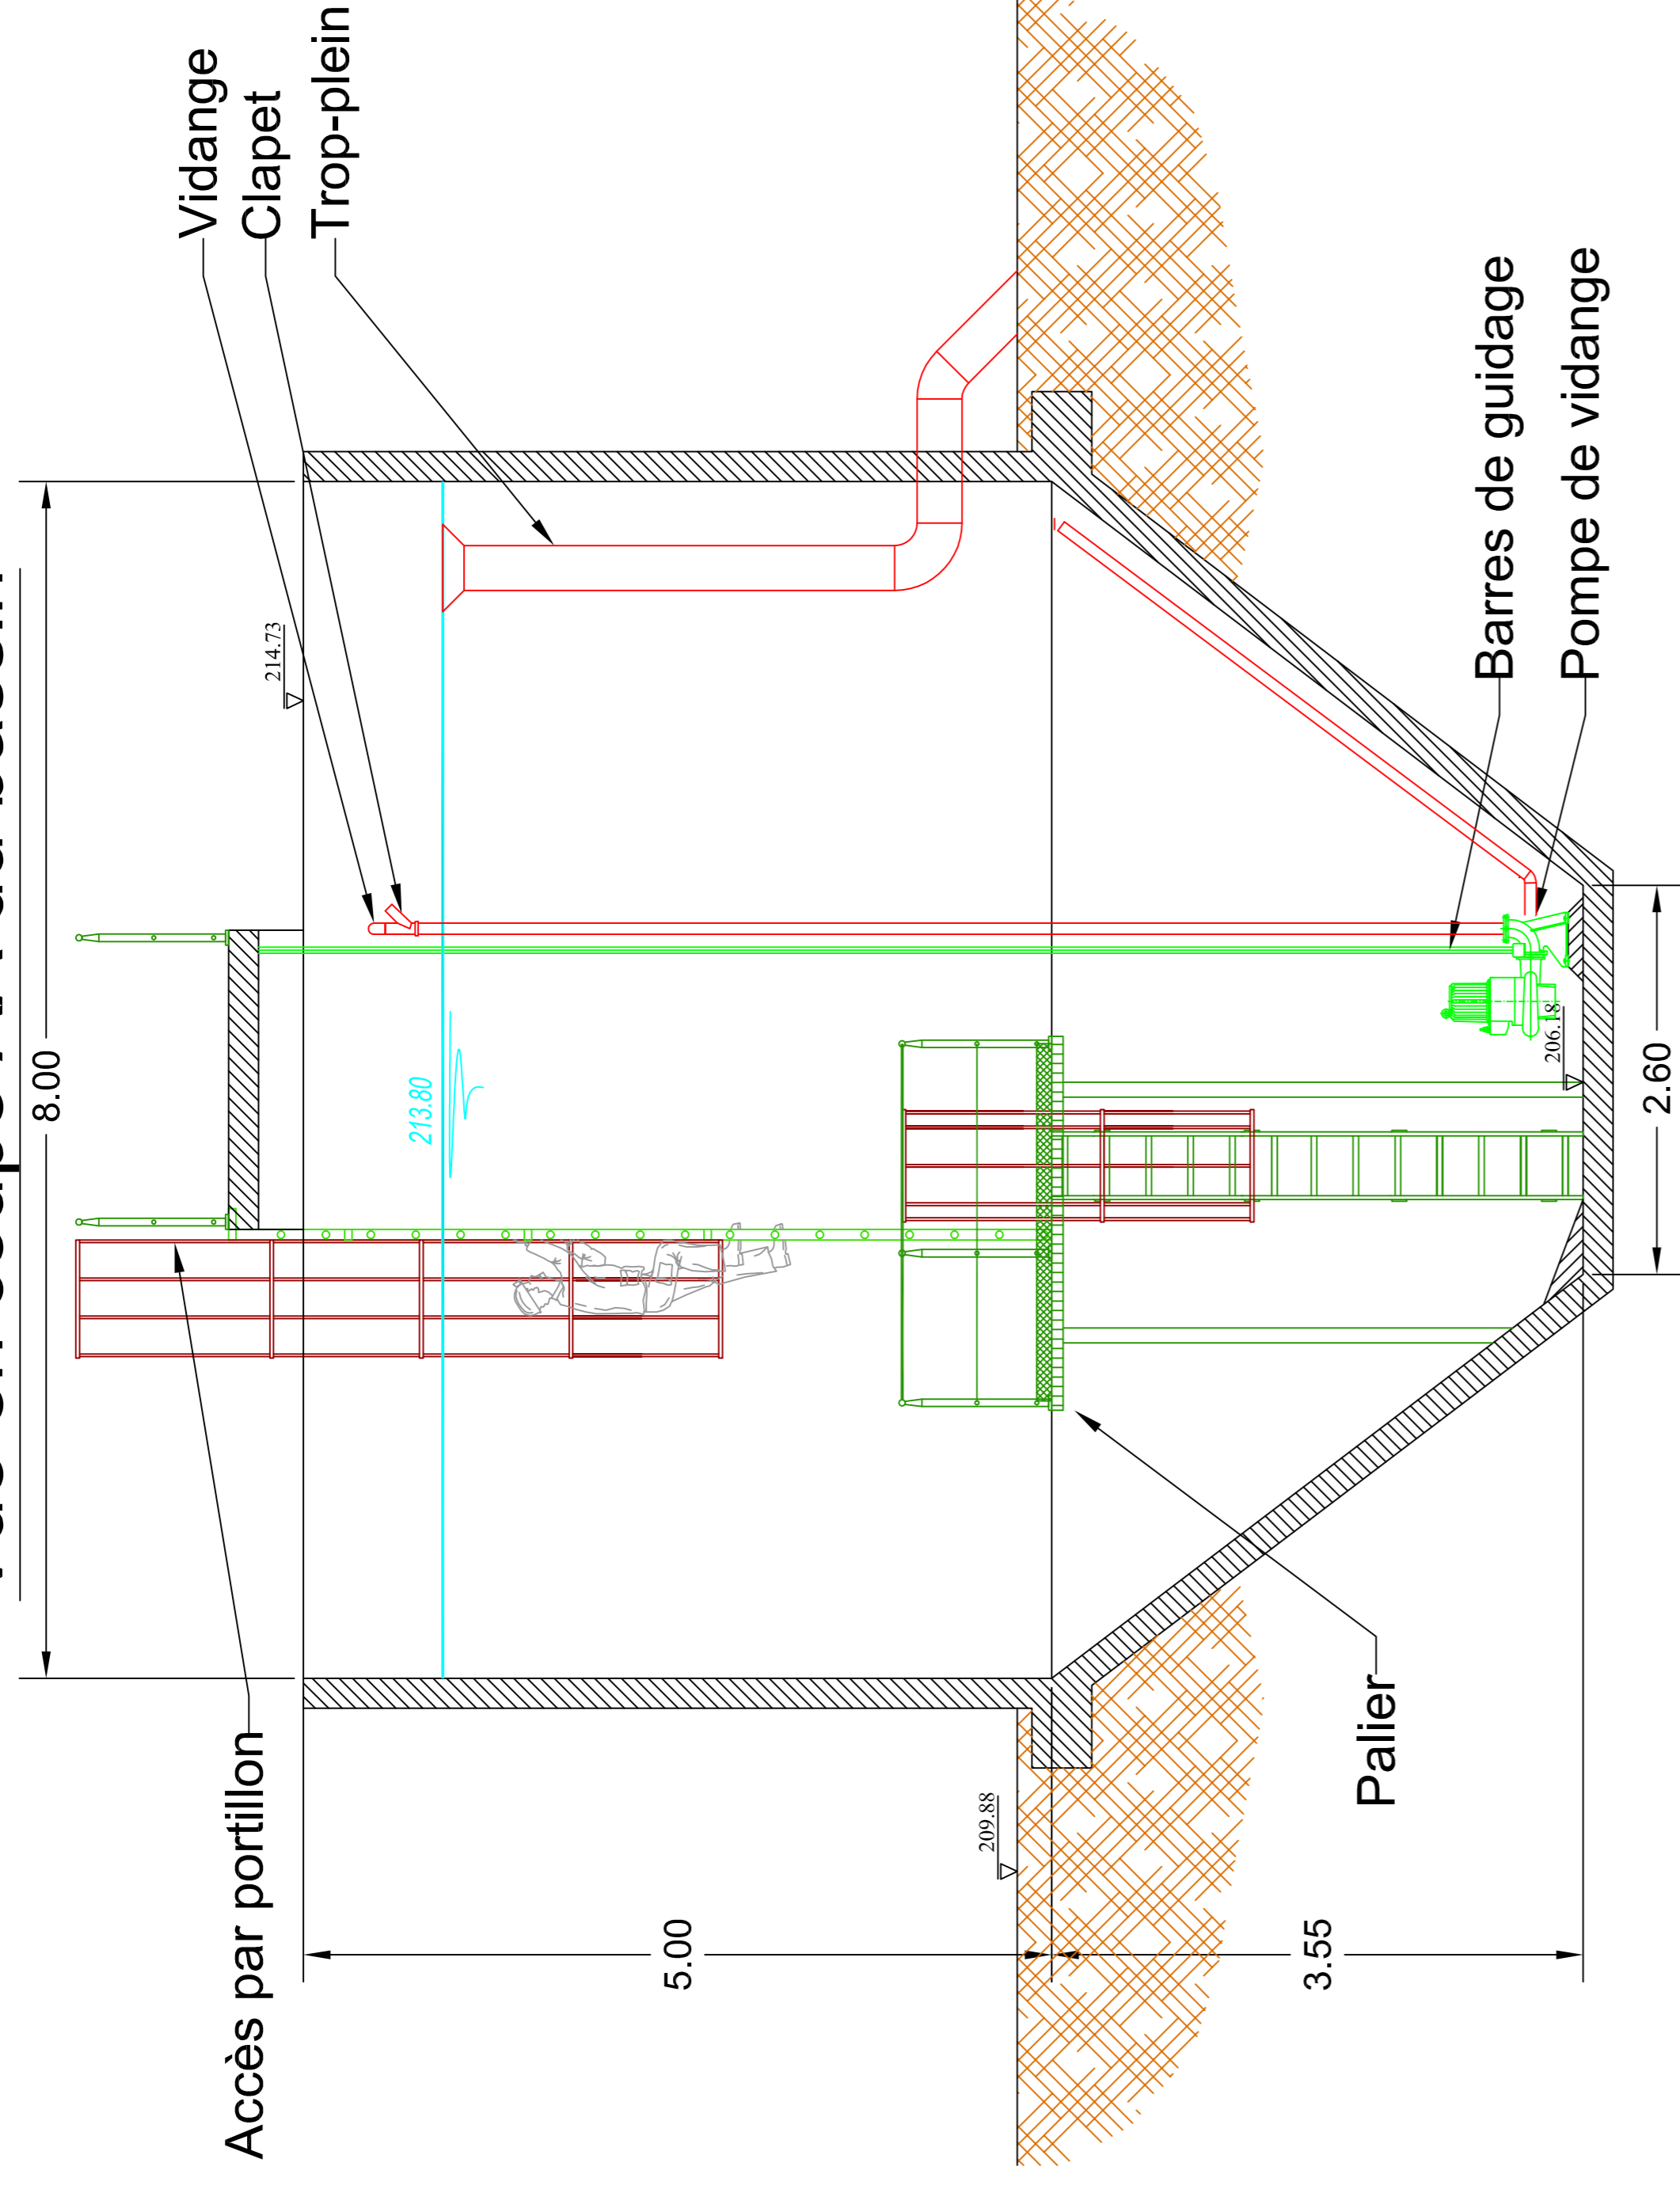 8.00
Vidange
Clapet
Trop-plein
214.73
213.80
Accès par portillon
209.88
5.00
3.55
Palier
206.18
2.60
Barres de guidage
Pompe de vidange